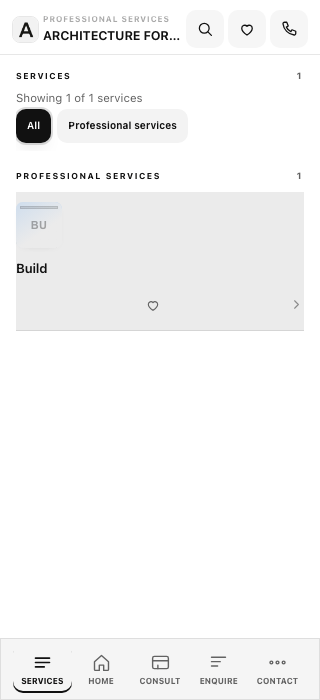 A
PROFESSIONAL SERVICES
ARCHITECTURE FOR...
SERVICES 1
Showing 1 of 1 services
All Professional services
PROFESSIONAL SERVICES 1
BU
Build
SERVICES HOME CONSULT ENQUIRE CONTACT